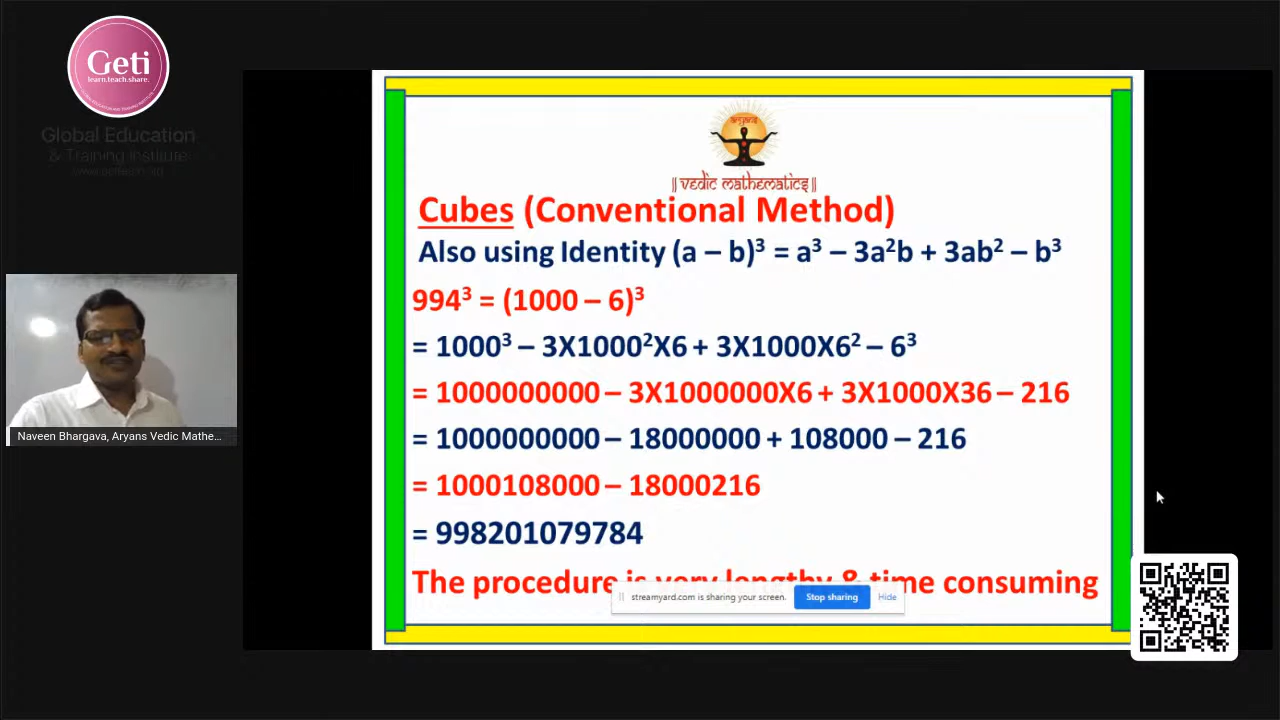 Geti
learn.teach.share.
Global Education
& Training Institute
aryans
|| vedic mathematics ||
Cubes (Conventional Method)
Also using Identity (a – b)³ = a³ – 3a²b + 3ab² – b³
994³ = (1000 – 6)³
= 1000³ – 3X1000²X6 + 3X1000X6² – 6³
= 1000000000 – 3X1000000X6 + 3X1000X36 – 216
= 1000000000 – 18000000 + 108000 – 216
= 1000108000 – 18000216
= 998201079784
The procedure is very lengthy & time consuming
streamyard.com is sharing your screen.
Stop sharing
Hide
Naveen Bhargava, Aryans Vedic Mathe...